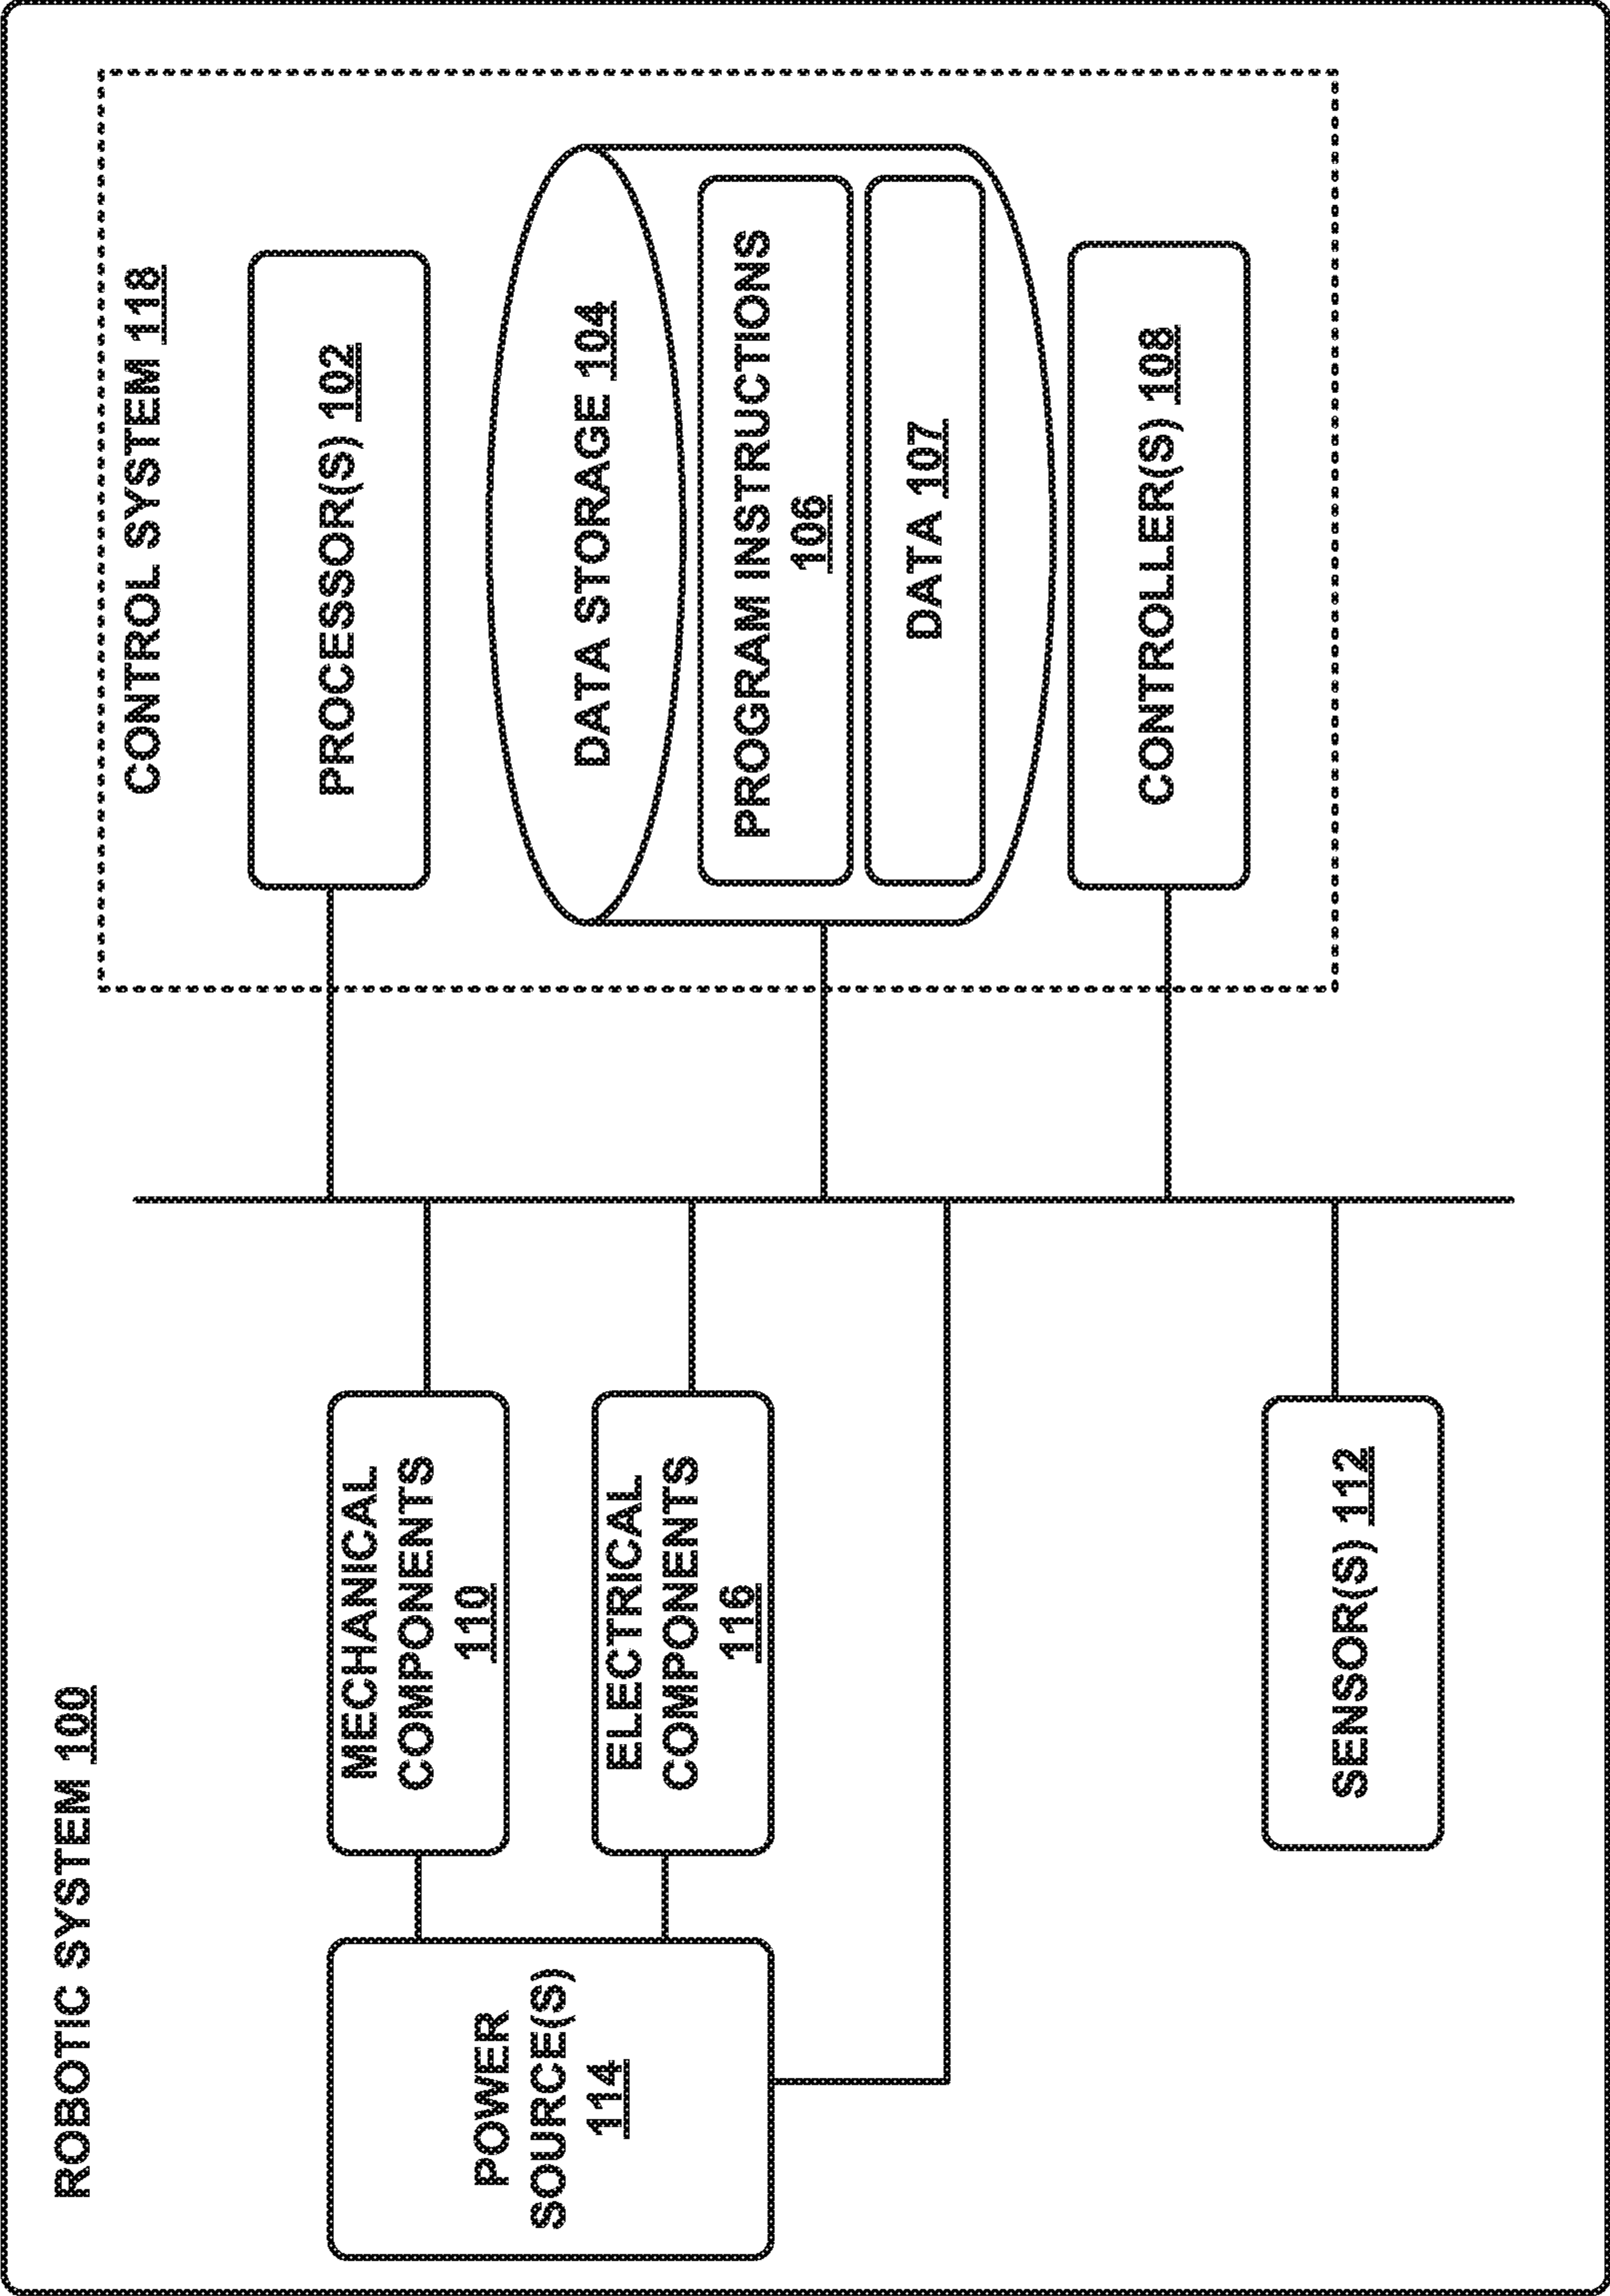 ROBOTIC SYSTEM 100
CONTROL SYSTEM 118
POWER
SOURCE(S)
114
MECHANICAL
COMPONENTS
110
ELECTRICAL
COMPONENTS
116
SENSOR(S) 112
PROCESSOR(S) 102
DATA STORAGE 104
PROGRAM INSTRUCTIONS
106
DATA 107
CONTROLLER(S) 108